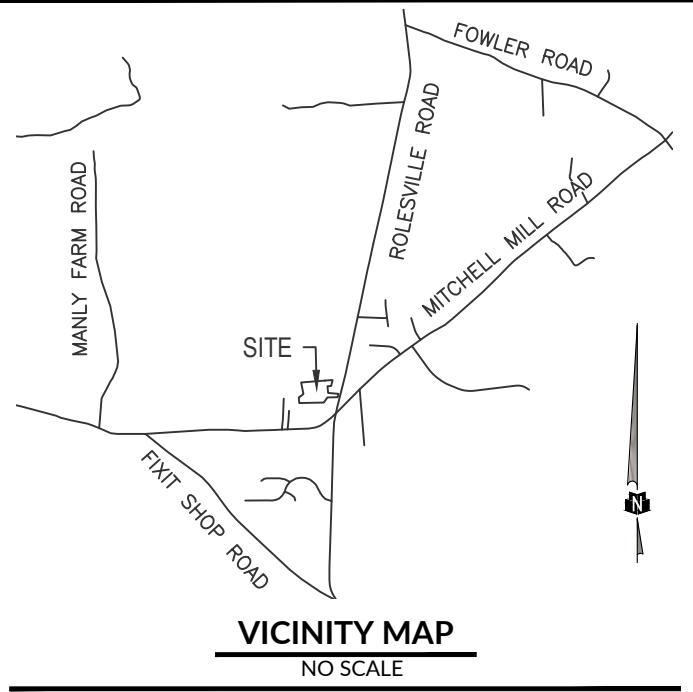 FOWLER ROAD
ROLESVILLE ROAD
MANLY FARM ROAD
MITCHELL MILL ROAD
SITE
FIXIT SHOP ROAD
N
VICINITY MAP
NO SCALE